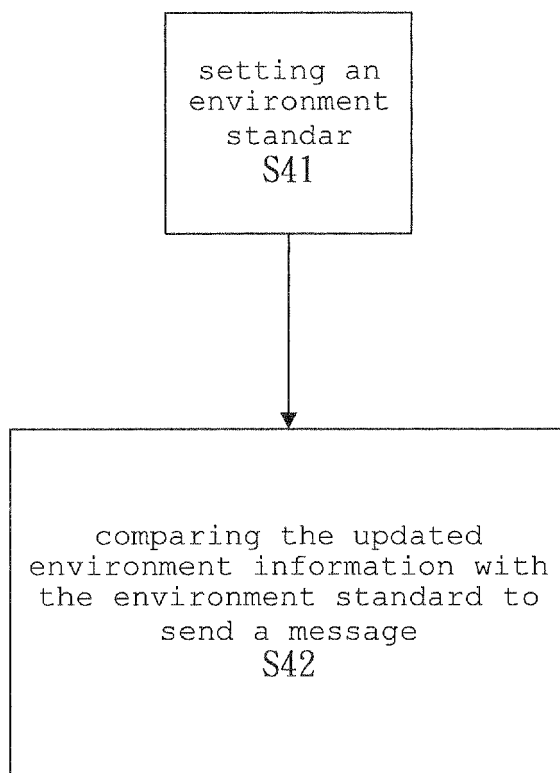 setting an
environment
standar
S41
comparing the updated
environment information with
the environment standard to
send a message
S42